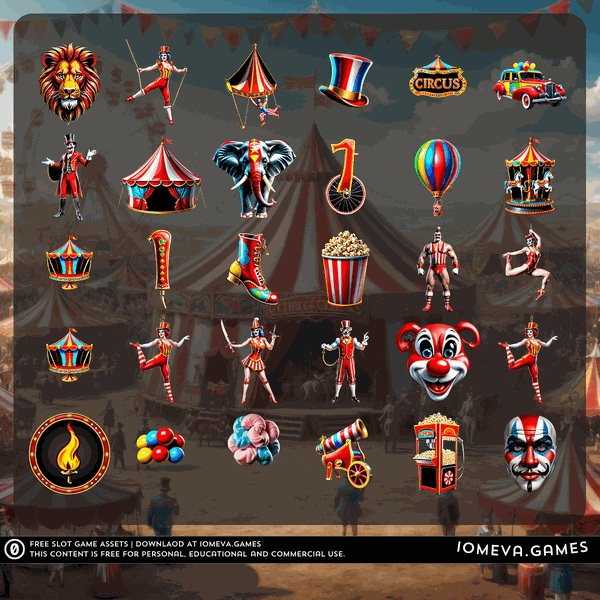 CIRCUS
FREE SLOT GAME ASSETS | DOWNLAOD AT IOMEVA.GAMES
THIS CONTENT IS FREE FOR PERSONAL, EDUCATIONAL AND COMMERCIAL USE.
IOMEVA.GAMES